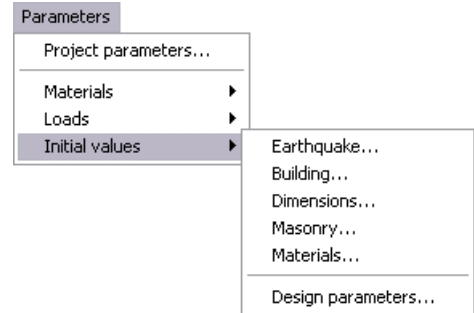 Parameters
Project parameters...
Materials
Loads
Initial values
Earthquake...
Building...
Dimensions...
Masonry...
Materials...
Design parameters...